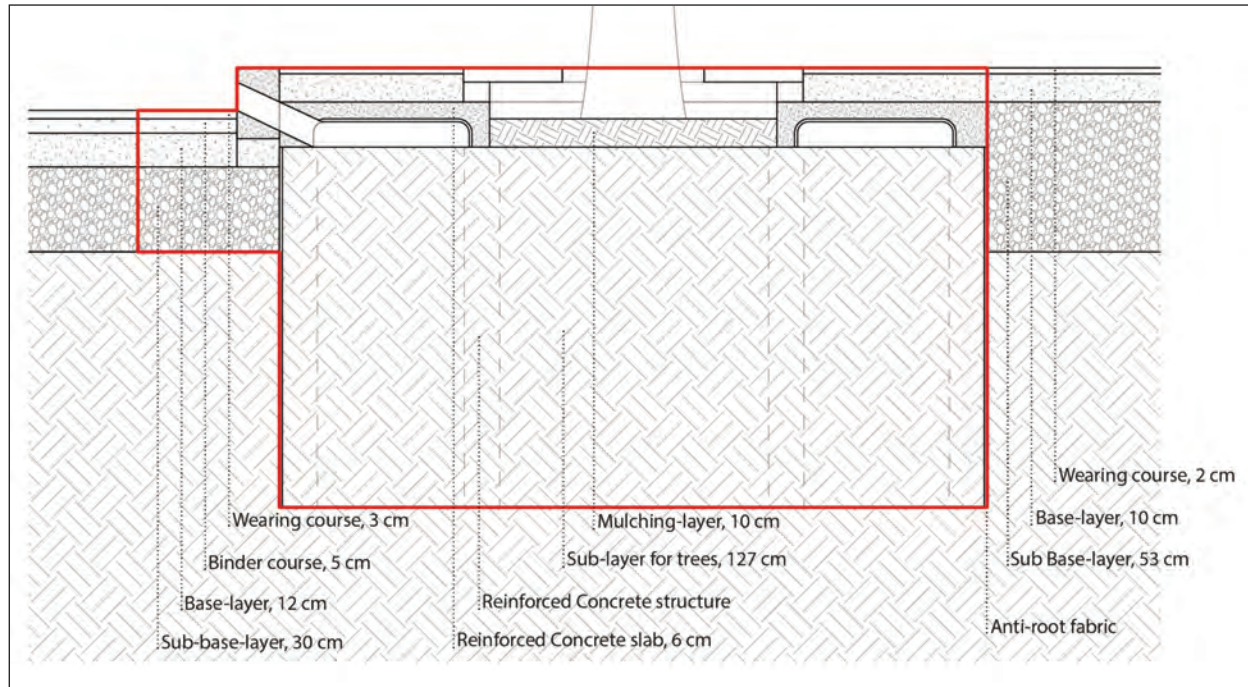 Wearing course, 3 cm
Binder course, 5 cm
Base-layer, 12 cm
Sub-base-layer, 30 cm
Mulching-layer, 10 cm
Sub-layer for trees, 127 cm
Reinforced Concrete structure
Reinforced Concrete slab, 6 cm
Wearing course, 2 cm
Base-layer, 10 cm
Sub Base-layer, 53 cm
Anti-root fabric